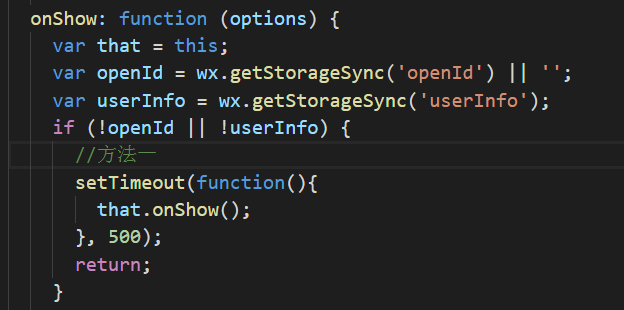 onShow: function (options) {
var that = this;
var openId = wx.getStorageSync('openId') || '';
var userInfo = wx.getStorageSync('userInfo');
if (!openId || !userInfo) {
//方法一
setTimeout(function(){
that.onShow();
}, 500);
return;
}